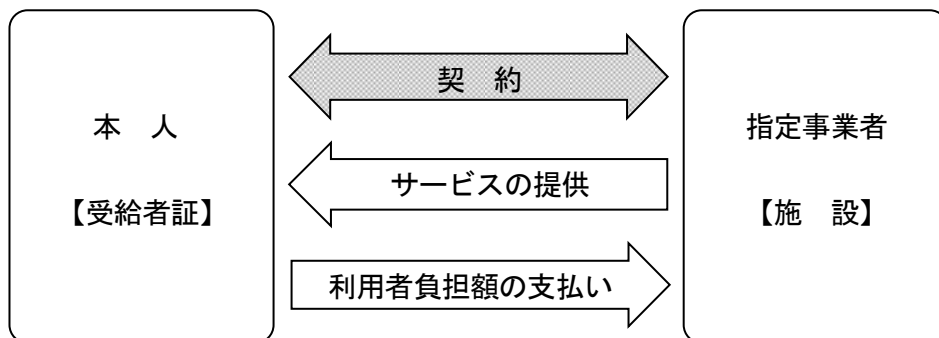 本　人
【受給者証】
契　約
サービスの提供
利用者負担額の支払い
指定事業者
【施　設】